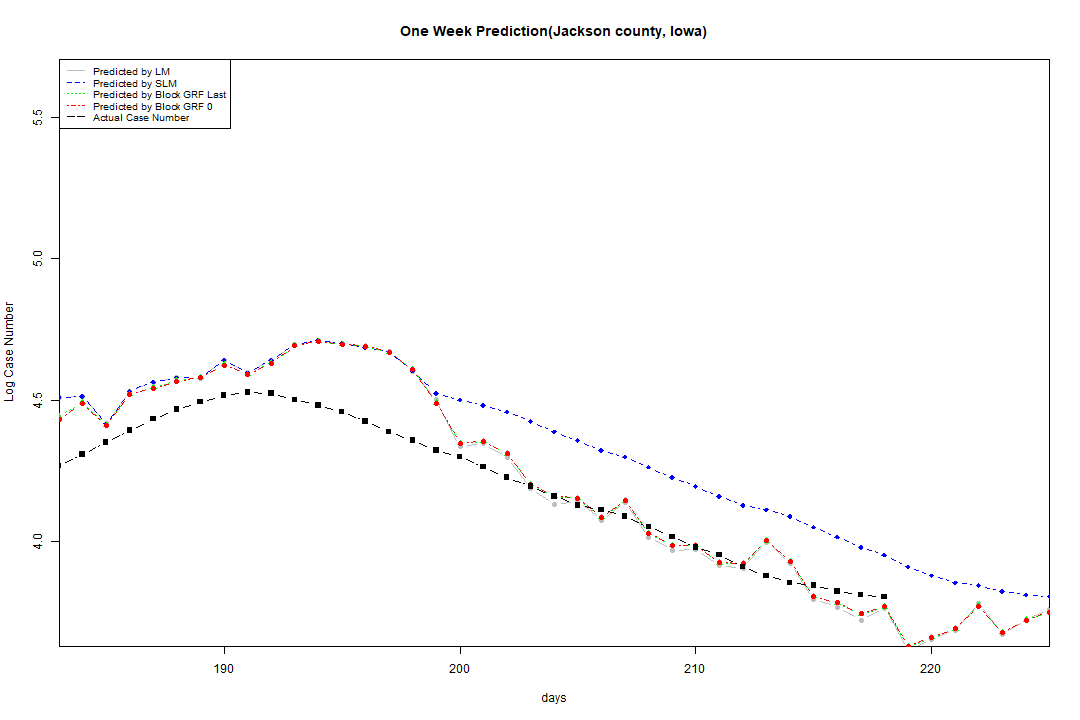 One Week Prediction(Jackson county, Iowa)
Predicted by LM
Predicted by SLM
Predicted by Block GRF Last
Predicted by Block GRF 0
Actual Case Number
5.5
5.0
4.5
4.0
Log Case Number
190
200
210
220
days